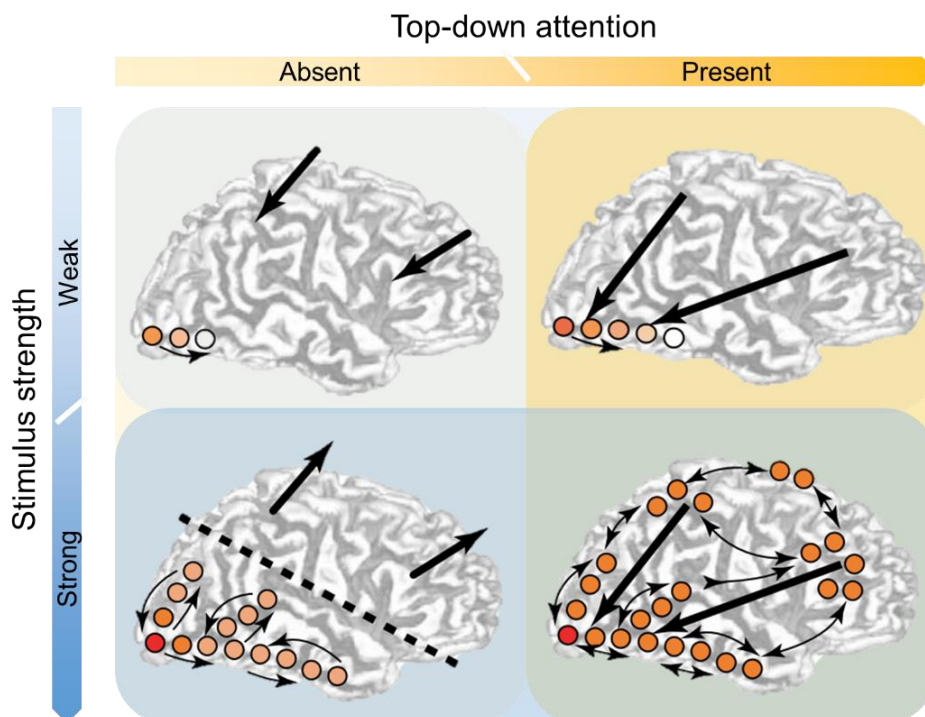 Top-down attention
Absent
Present
Stimulus strength
Weak
Strong